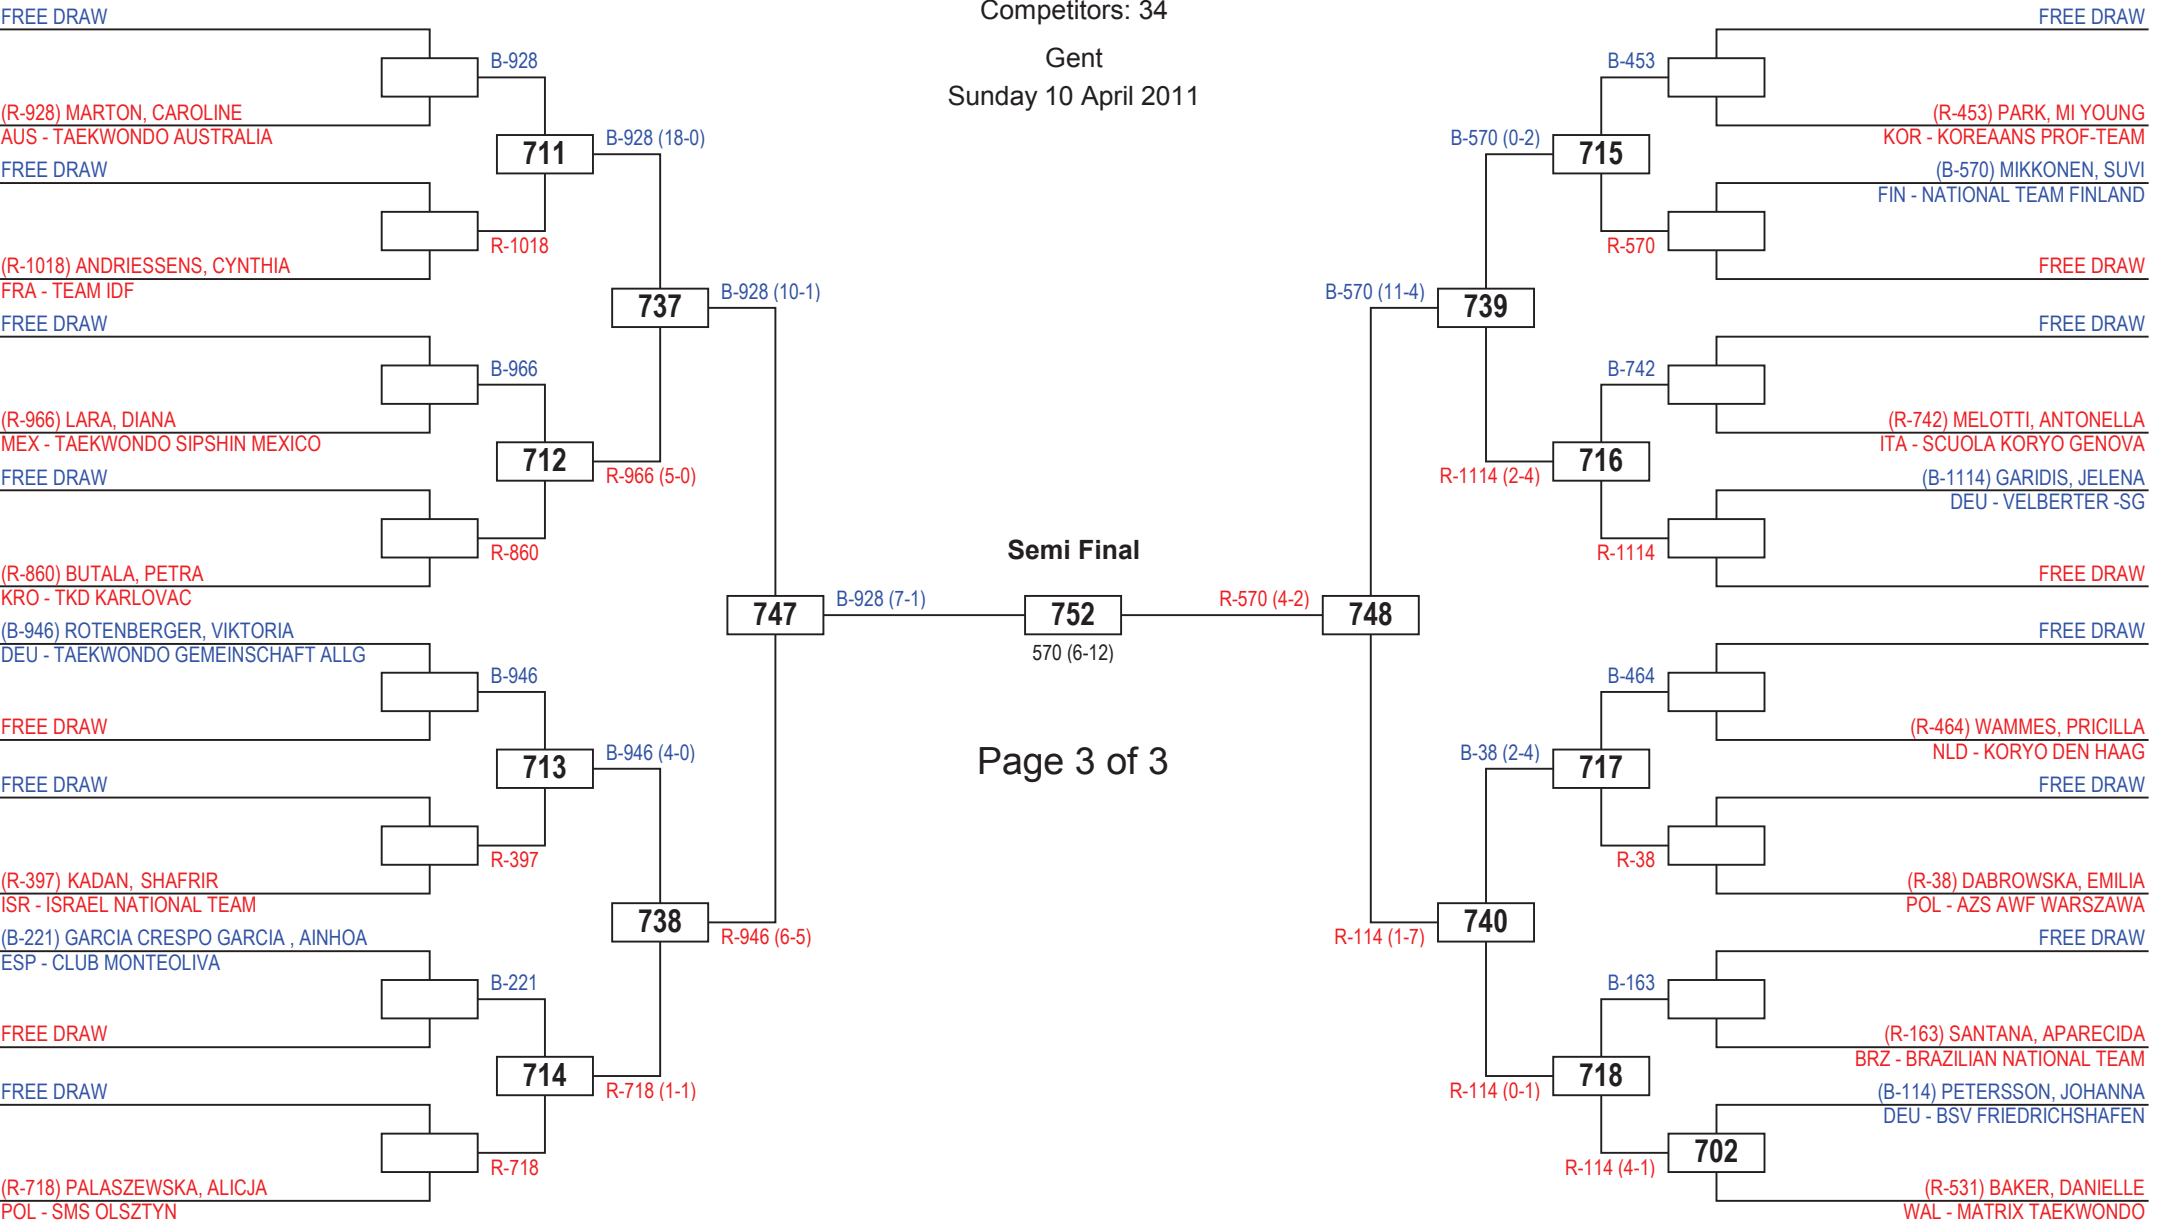 Competitors: 34
Gent
Sunday 10 April 2011
FREE DRAW
B-928
(R-928) MARTON, CAROLINE
AUS - TAEKWONDO AUSTRALIA
711
B-928 (18-0)
FREE DRAW
R-1018
(R-1018) ANDRIESSENS, CYNTHIA
FRA - TEAM IDF
737
B-928 (10-1)
FREE DRAW
B-966
(R-966) LARA, DIANA
MEX - TAEKWONDO SIPSHIN MEXICO
712
R-966 (5-0)
FREE DRAW
R-860
(R-860) BUTALA, PETRA
KRO - TKD KARLOVAC
747
B-928 (7-1)
(B-946) ROTENBERGER, VIKTORIA
DEU - TAEKWONDO GEMEINSCHAFT ALLG
B-946
FREE DRAW
713
B-946 (4-0)
FREE DRAW
R-397
(R-397) KADAN, SHAFRIR
ISR - ISRAEL NATIONAL TEAM
738
R-946 (6-5)
(B-221) GARCIA CRESPO GARCIA , AINHOA
ESP - CLUB MONTEOLIVA
B-221
FREE DRAW
714
R-718 (1-1)
FREE DRAW
R-718
(R-718) PALASZEWSKA, ALICJA
POL - SMS OLSZTYN
Semi Final
752
570 (6-12)
Page 3 of 3
FREE DRAW
B-453
(R-453) PARK, MI YOUNG
KOR - KOREAANS PROF-TEAM
B-570 (0-2)
715
(B-570) MIKKONEN, SUVI
FIN - NATIONAL TEAM FINLAND
R-570
FREE DRAW
B-570 (11-4)
739
FREE DRAW
B-742
(R-742) MELOTTI, ANTONELLA
ITA - SCUOLA KORYO GENOVA
R-1114 (2-4)
716
(B-1114) GARIDIS, JELENA
DEU - VELBERTER -SG
R-1114
FREE DRAW
R-570 (4-2)
748
FREE DRAW
B-464
(R-464) WAMMES, PRICILLA
NLD - KORYO DEN HAAG
B-38 (2-4)
717
FREE DRAW
R-38
(R-38) DABROWSKA, EMILIA
POL - AZS AWF WARSZAWA
R-114 (1-7)
740
FREE DRAW
B-163
(R-163) SANTANA, APARECIDA
BRZ - BRAZILIAN NATIONAL TEAM
R-114 (0-1)
718
(B-114) PETERSSON, JOHANNA
DEU - BSV FRIEDRICHSHAFEN
R-114 (4-1)
702
(R-531) BAKER, DANIELLE
WAL - MATRIX TAEKWONDO